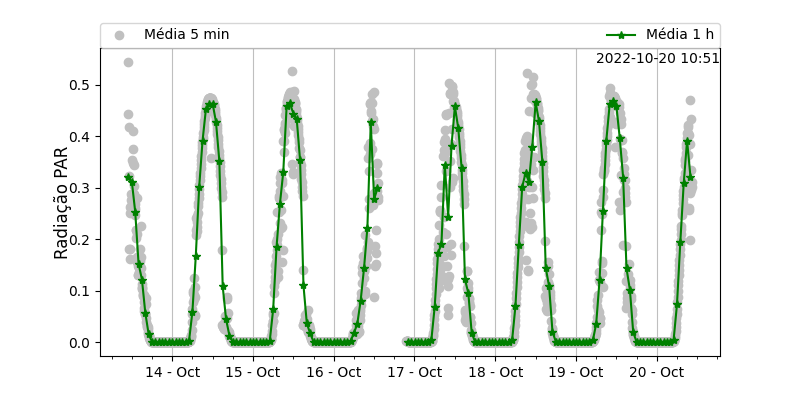 Média 5 min
Média 1 h
2022-10-20 10:51
Radiação PAR
0.5
0.4
0.3
0.2
0.1
0.0
14 - Oct
15 - Oct
16 - Oct
17 - Oct
18 - Oct
19 - Oct
20 - Oct